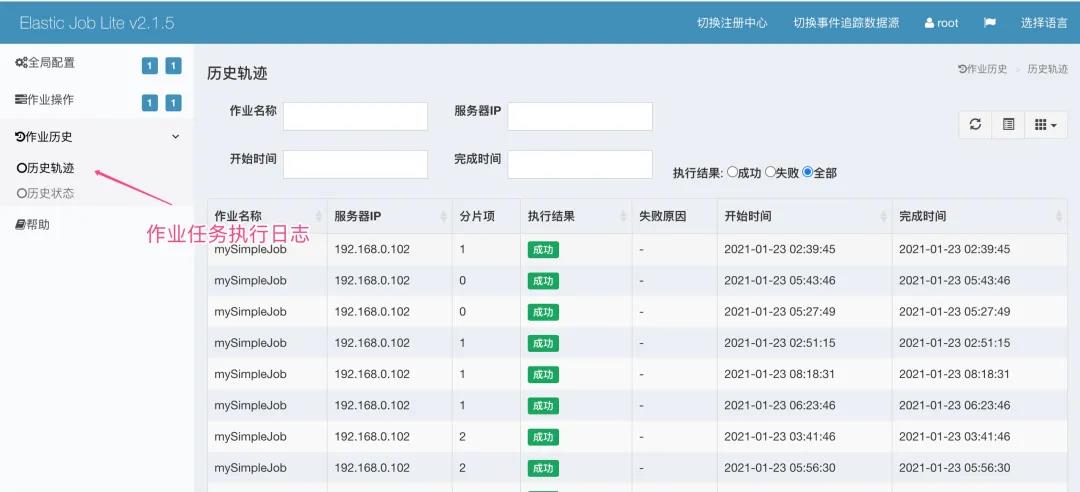 Elastic Job Lite v2.1.5 切换注册中心 切换事件追踪数据源 root 选择语言
全局配置 1 1
作业操作 1 1
作业历史
历史轨迹
历史状态
帮助
作业任务执行日志
历史轨迹 作业历史 > 历史轨迹
作业名称 服务器IP
开始时间 完成时间 执行结果: 成功 失败 全部
作业名称 服务器IP 分片项 执行结果 失败原因 开始时间 完成时间
mySimpleJob 192.168.0.102 1 成功 - 2021-01-23 02:39:45 2021-01-23 02:39:45
mySimpleJob 192.168.0.102 0 成功 - 2021-01-23 05:43:46 2021-01-23 05:43:46
mySimpleJob 192.168.0.102 0 成功 - 2021-01-23 05:27:49 2021-01-23 05:27:49
mySimpleJob 192.168.0.102 1 成功 - 2021-01-23 02:51:15 2021-01-23 02:51:15
mySimpleJob 192.168.0.102 1 成功 - 2021-01-23 08:18:31 2021-01-23 08:18:31
mySimpleJob 192.168.0.102 1 成功 - 2021-01-23 06:23:46 2021-01-23 06:23:46
mySimpleJob 192.168.0.102 2 成功 - 2021-01-23 03:41:46 2021-01-23 03:41:46
mySimpleJob 192.168.0.102 2 成功 - 2021-01-23 05:56:30 2021-01-23 05:56:30